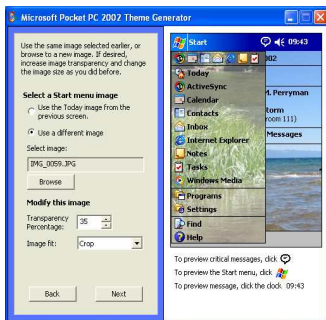 Microsoft Pocket PC 2002 Theme Generator
Use the same image selected earlier, or
browse to a new image. If desired,
increase image transparency and change
the image size as you did before.
Select a Start menu image
Use the Today image from the
previous screen.
Use a different image
Select image:
IMG_0059.JPG
Browse
Modify this image
Transparency
Percentage:
35
Image fit:
Crop
Back
Next
Start
09:43
002
Today
ActiveSync
M. Perryman
Calendar
Contacts
torm
oom 111)
Inbox
Internet Explorer
Messages
Notes
Tasks
Windows Media
Programs
Settings
Find
Help
To preview critical messages, click
To preview the Start menu, click
To preview message, click the clock 09:43